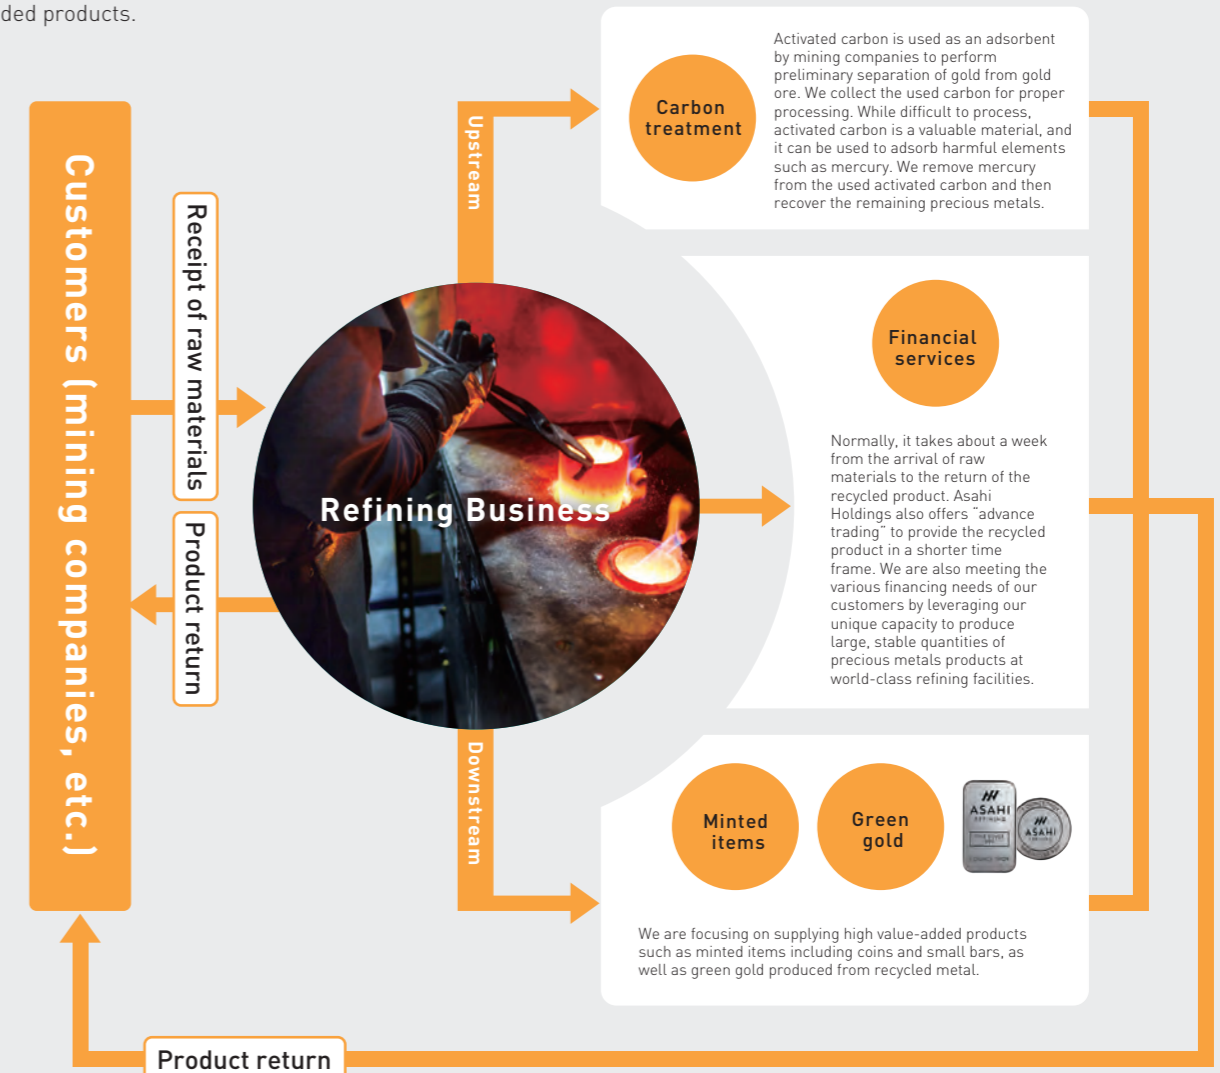 ded products.
Customers (mining companies, etc.)
Receipt of raw materials
Product return
Refining Business
Upstream
Carbon
treatment
Activated carbon is used as an adsorbent
by mining companies to perform
preliminary separation of gold from gold
ore. We collect the used carbon for proper
processing. While difficult to process,
activated carbon is a valuable material, and
it can be used to adsorb harmful elements
such as mercury. We remove mercury
from the used activated carbon and then
recover the remaining precious metals.
Financial
services
Normally, it takes about a week
from the arrival of raw
materials to the return of the
recycled product. Asahi
Holdings also offers “advance
trading” to provide the recycled
product in a shorter time
frame. We are also meeting the
various financing needs of our
customers by leveraging our
unique capacity to produce
large, stable quantities of
precious metals products at
world-class refining facilities.
Downstream
Minted
items
Green
gold
ASAHI
REFINING
ASAHI
REFINING
We are focusing on supplying high value-added products
such as minted items including coins and small bars, as
well as green gold produced from recycled metal.
Product return